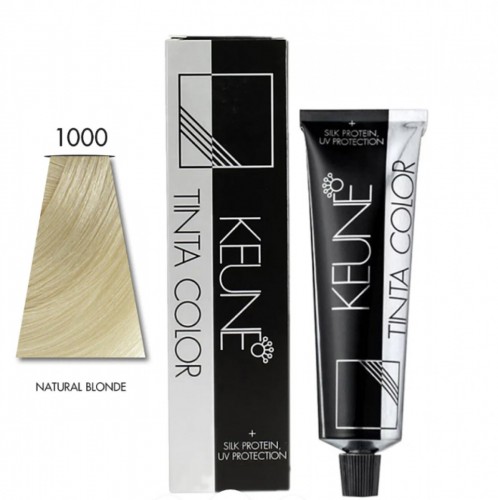 1000
NATURAL BLONDE
TINTA COLOR
KEUNE
+
SILK PROTEIN,
UV PROTECTION
+
SILK PROTEIN,
UV PROTECTION
KEUNE
TINTA COLOR